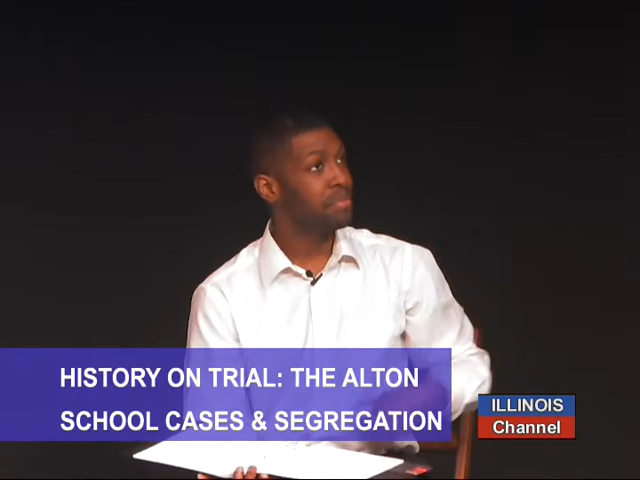 HISTORY ON TRIAL: THE ALTON
SCHOOL CASES & SEGREGATION
ILLINOIS
Channel